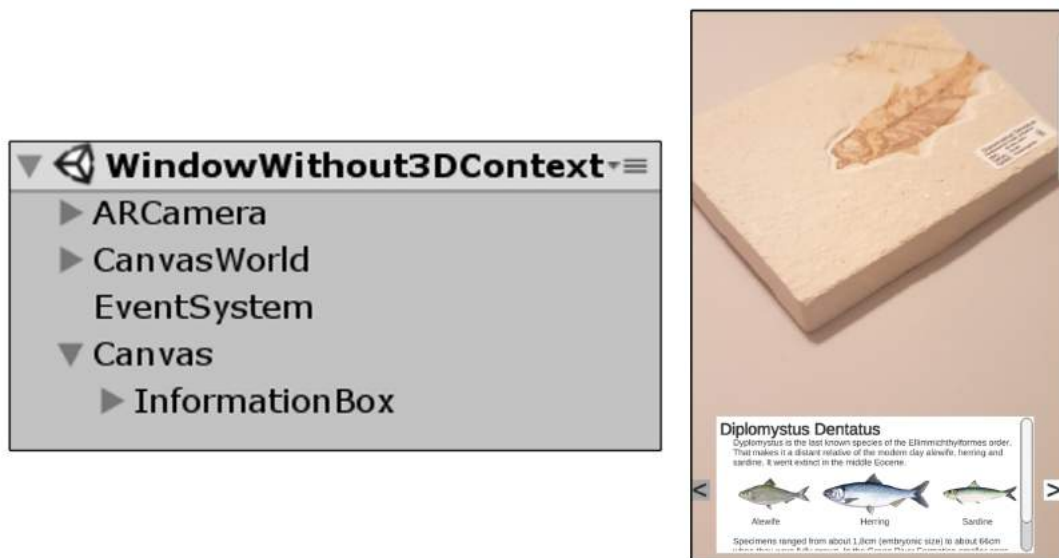 WindowWithout3DContext
ARCamera
CanvasWorld
EventSystem
Canvas
InformationBox
Diplomystus Dentatus
Dyplomystus is the last known species of the Ellimmichthyiformes order.
That makes it a distant relative of the modern day alewife, herring and
sardine. It went extinct in the middle Eocene.
< >
Alewife Herring Sardine
Specimens ranged from about 1,8cm (embryonic size) to about 66cm